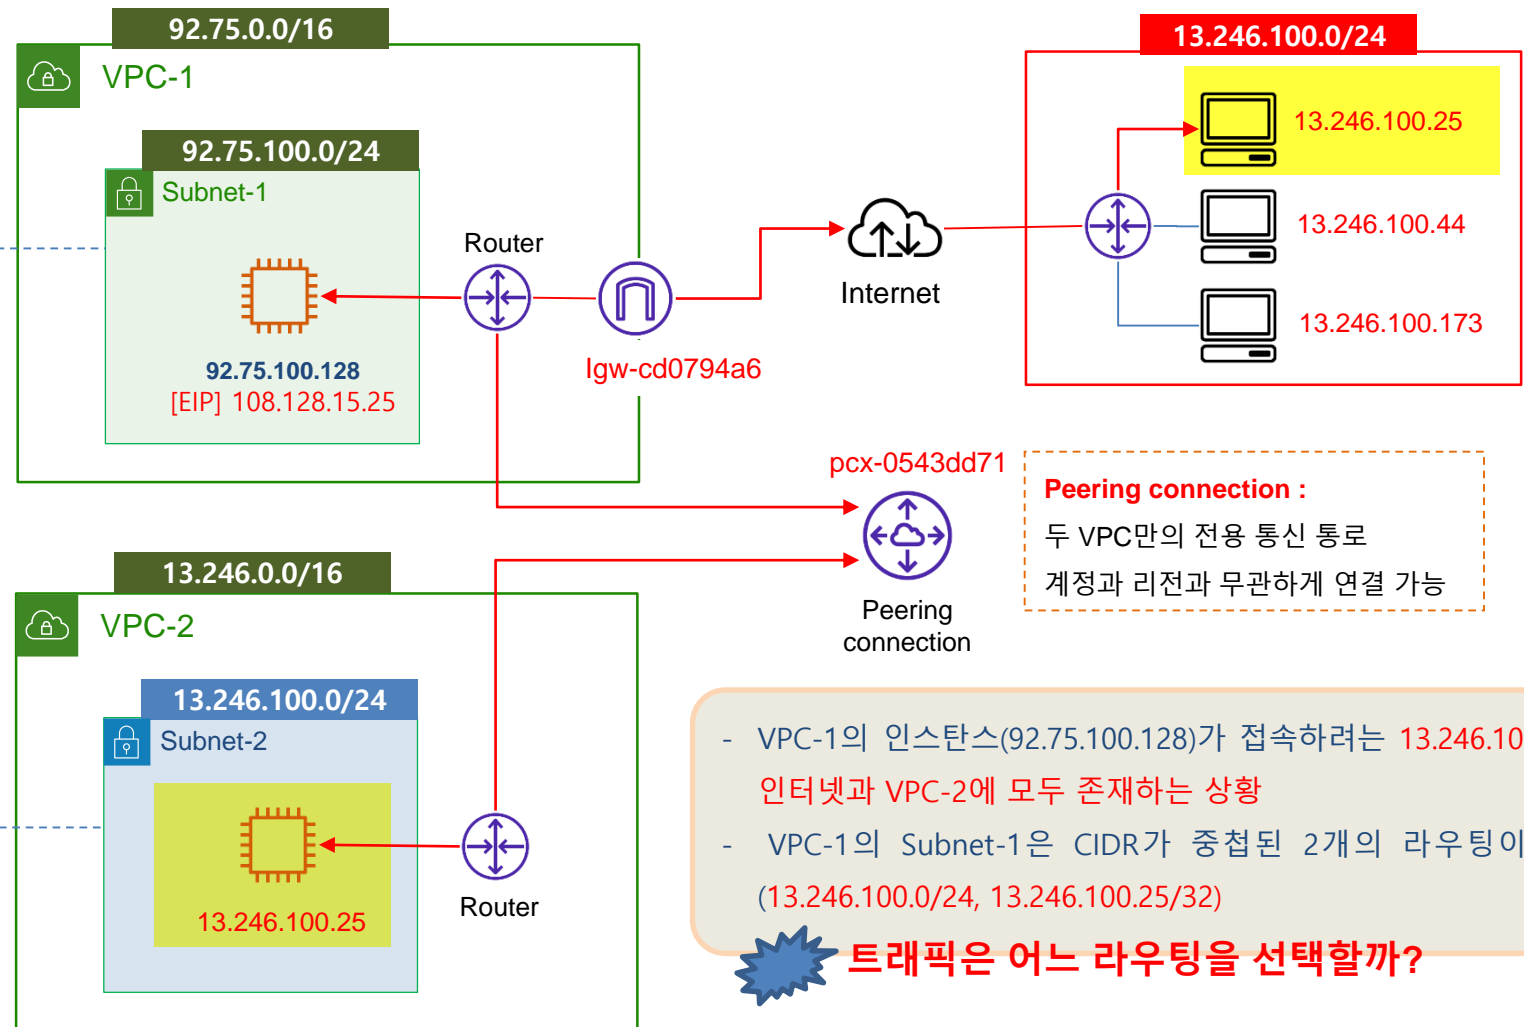 92.75.0.0/16
VPC-1
92.75.100.0/24
Subnet-1
92.75.100.128
[EIP] 108.128.15.25
Router
Igw-cd0794a6
Internet
13.246.100.0/24
13.246.100.25
13.246.100.44
13.246.100.173
pcx-0543dd71
Peering
connection
Peering connection :
두 VPC만의 전용 통신 통로
계정과 리전과 무관하게 연결 가능
13.246.0.0/16
VPC-2
13.246.100.0/24
Subnet-2
13.246.100.25
Router
- VPC-1의 인스탄스(92.75.100.128)가 접속하려는 13.246.10
인터넷과 VPC-2에 모두 존재하는 상황
- VPC-1의 Subnet-1은 CIDR가 중첩된 2개의 라우팅이
(13.246.100.0/24, 13.246.100.25/32)
트래픽은 어느 라우팅을 선택할까?